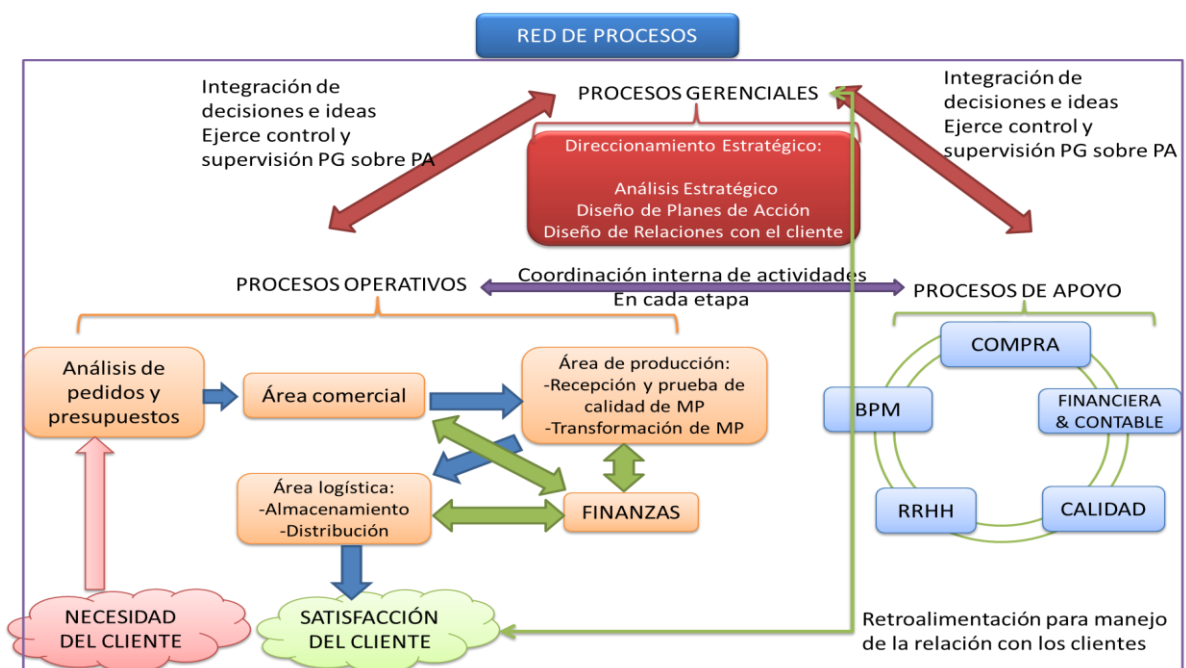 RED DE PROCESOS
Integración de
decisiones e ideas
Ejerce control y
supervisión PG sobre PA
PROCESOS GERENCIALES
Integración de
decisiones e ideas
Ejerce control y
supervisión PG sobre PA
Direccionamiento Estratégico:
Análisis Estratégico
Diseño de Planes de Acción
Diseño de Relaciones con el cliente
PROCESOS OPERATIVOS
Coordinación interna de actividades
En cada etapa
PROCESOS DE APOYO
Análisis de
pedidos y
presupuestos
Área comercial
Área de producción:
-Recepción y prueba de
calidad de MP
-Transformación de MP
Área logística:
-Almacenamiento
-Distribución
FINANZAS
COMPRA
BPM
FINANCIERA
& CONTABLE
RRHH
CALIDAD
NECESIDAD
DEL CLIENTE
SATISFACCIÓN
DEL CLIENTE
Retroalimentación para manejo
de la relación con los clientes